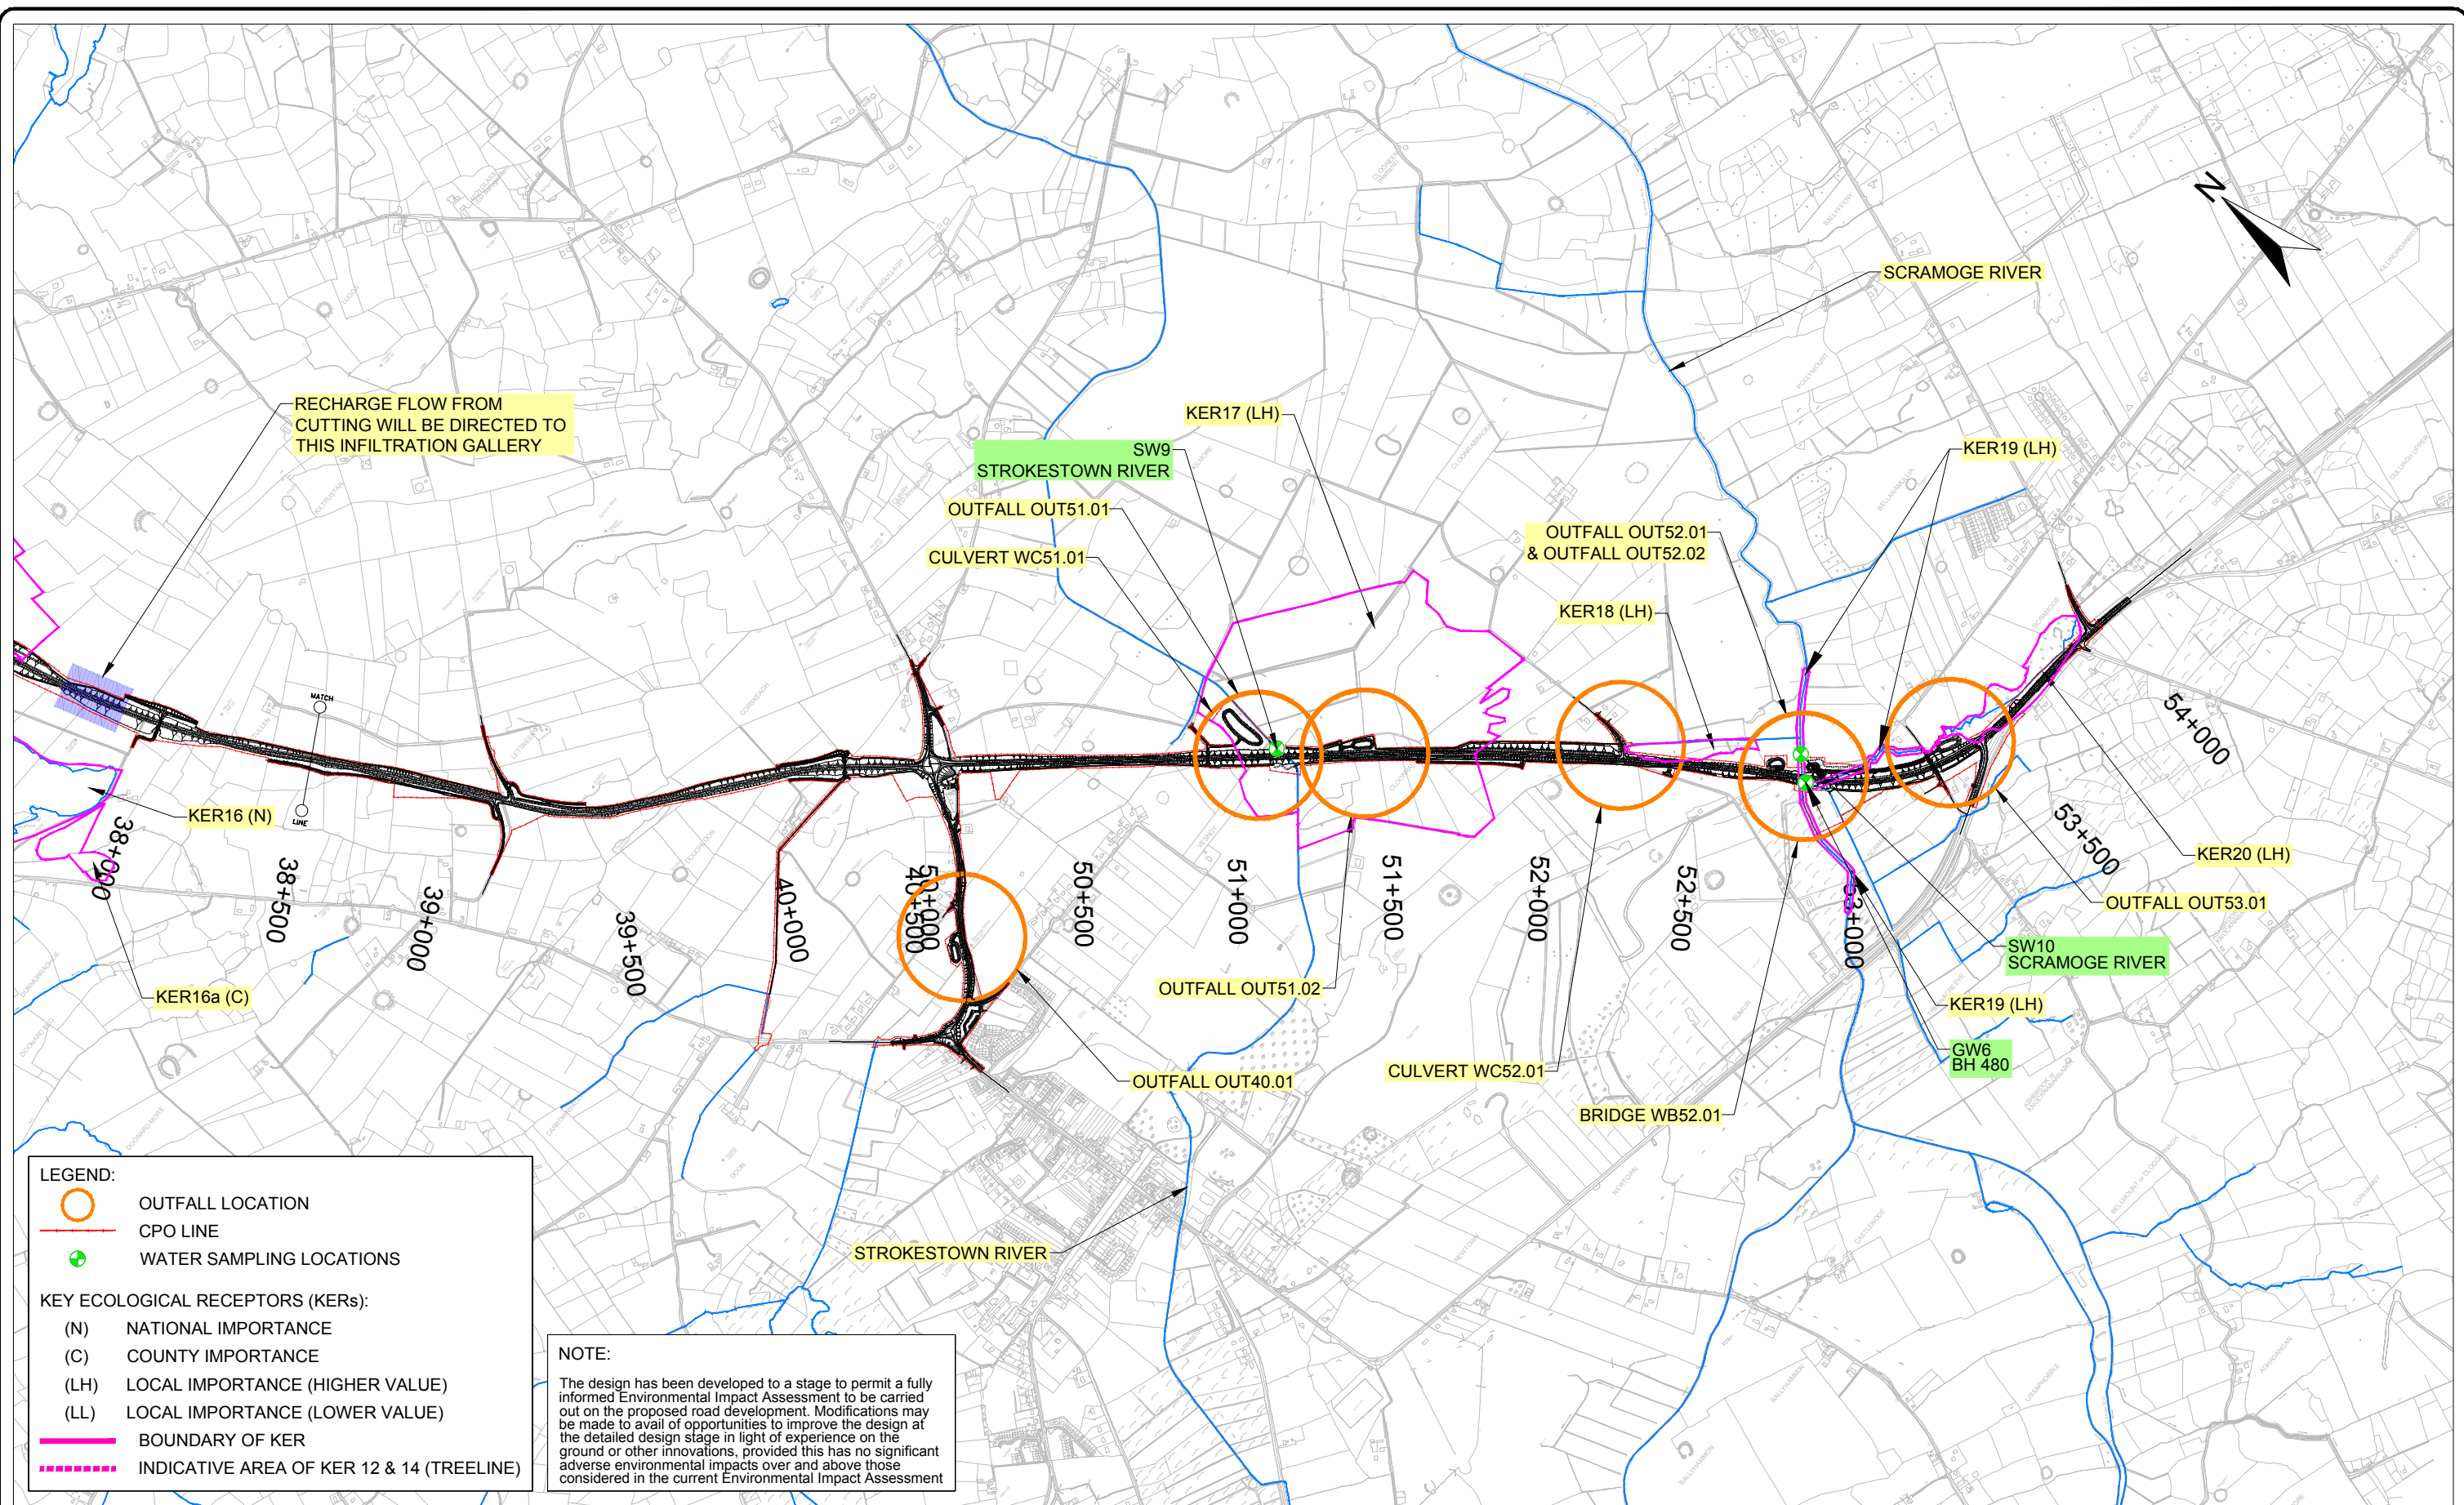 N
SCRAMOGE RIVER
RECHARGE FLOW FROM
CUTTING WILL BE DIRECTED TO
THIS INFILTRATION GALLERY
KER17 (LH)
SW9
STROKESTOWN RIVER
KER19 (LH)
OUTFALL OUT51.01
CULVERT WC51.01
OUTFALL OUT52.01
& OUTFALL OUT52.02
KER18 (LH)
MATCH
LINE
KER16 (N)
KER16a (C)
38+000
38+500
39+000
39+500
40+000
40+500
50+000
50+500
51+000
51+500
52+000
52+500
53+000
53+500
54+000
KER20 (LH)
OUTFALL OUT53.01
SW10
SCRAMOGE RIVER
KER19 (LH)
GW6
BH 480
OUTFALL OUT51.02
OUTFALL OUT40.01
CULVERT WC52.01
BRIDGE WB52.01
STROKESTOWN RIVER
LEGEND:
OUTFALL LOCATION
CPO LINE
WATER SAMPLING LOCATIONS
KEY ECOLOGICAL RECEPTORS (KERs):
(N) NATIONAL IMPORTANCE
(C) COUNTY IMPORTANCE
(LH) LOCAL IMPORTANCE (HIGHER VALUE)
(LL) LOCAL IMPORTANCE (LOWER VALUE)
BOUNDARY OF KER
INDICATIVE AREA OF KER 12 & 14 (TREELINE)
NOTE:
The design has been developed to a stage to permit a fully
informed Environmental Impact Assessment to be carried
out on the proposed road development. Modifications may
be made to avail of opportunities to improve the design at
the detailed design stage in light of experience on the
ground or other innovations, provided this has no significant
adverse environmental impacts over and above those
considered in the current Environmental Impact Assessment